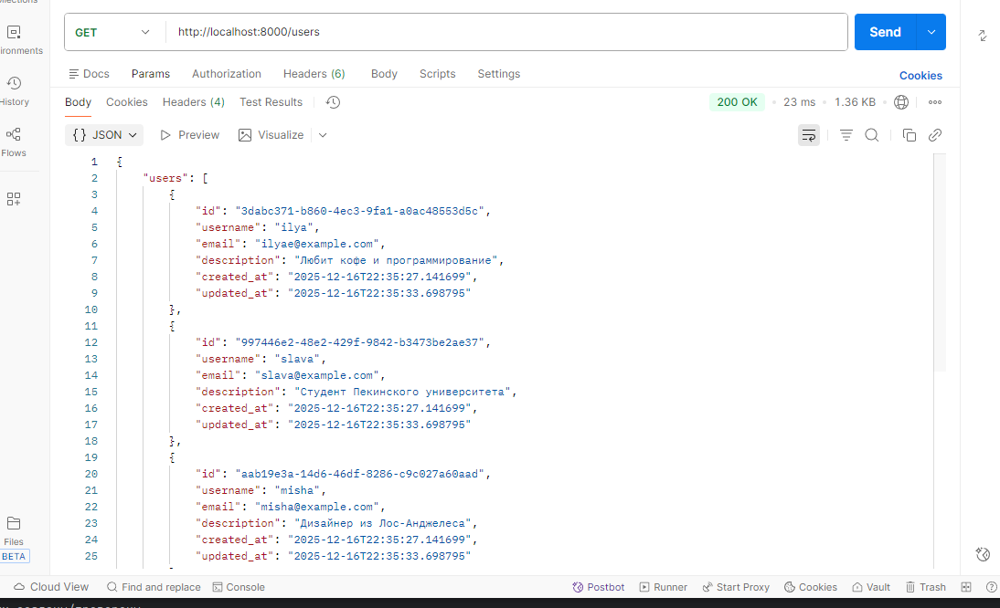 GET http://localhost:8000/users Send
ironments
Docs Params Authorization Headers (6) Body Scripts Settings Cookies
History
Body Cookies Headers (4) Test Results 200 OK 23 ms 1.36 KB
{} JSON Preview Visualize
Flows
1 {
2 "users": [
3 {
4 "id": "3dabc371-b860-4ec3-9fa1-a0ac48553d5c",
5 "username": "ilya",
6 "email": "ilyae@example.com",
7 "description": "Любит кофе и программирование",
8 "created_at": "2025-12-16T22:35:27.141699",
9 "updated_at": "2025-12-16T22:35:33.698795"
10 },
11 {
12 "id": "997446e2-48e2-429f-9842-b3473be2ae37",
13 "username": "slava",
14 "email": "slava@example.com",
15 "description": "Студент Пекинского университета",
16 "created_at": "2025-12-16T22:35:27.141699",
17 "updated_at": "2025-12-16T22:35:33.698795"
18 },
19 {
20 "id": "aab19e3a-14d6-46df-8286-c9c027a60aad",
21 "username": "misha",
22 "email": "misha@example.com",
23 "description": "Дизайнер из Лос-Анджелеса",
24 "created_at": "2025-12-16T22:35:27.141699",
25 "updated_at": "2025-12-16T22:35:33.698795"
Files
BETA
Cloud View Find and replace Console Postbot Runner Start Proxy Cookies Vault Trash